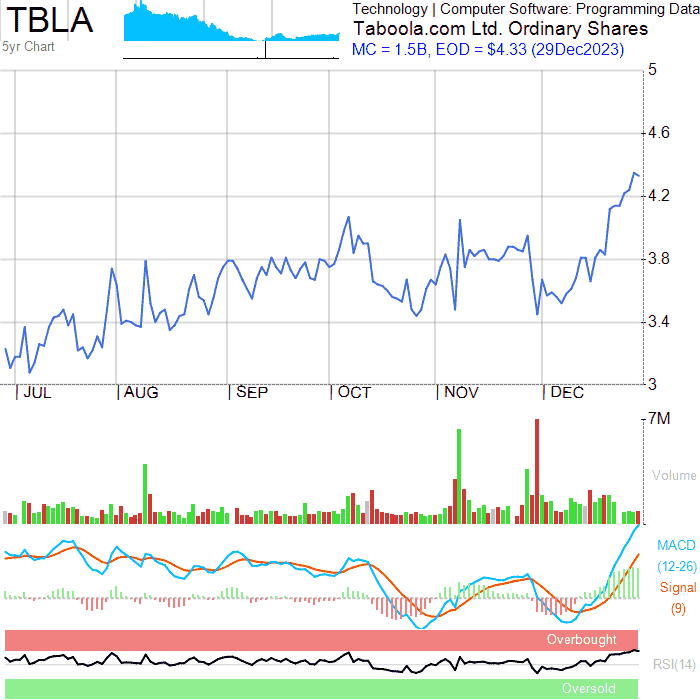 TBLA
5yr Chart
Technology | Computer Software: Programming Data
Taboola.com Ltd. Ordinary Shares
MC = 1.5B, EOD = $4.33 (29Dec2023)
5
4.6
4.2
3.8
3.4
3
JUL AUG SEP OCT NOV DEC
7M
Volume
MACD
(12-26)
Signal
(9)
Overbought
RSI(14)
Oversold